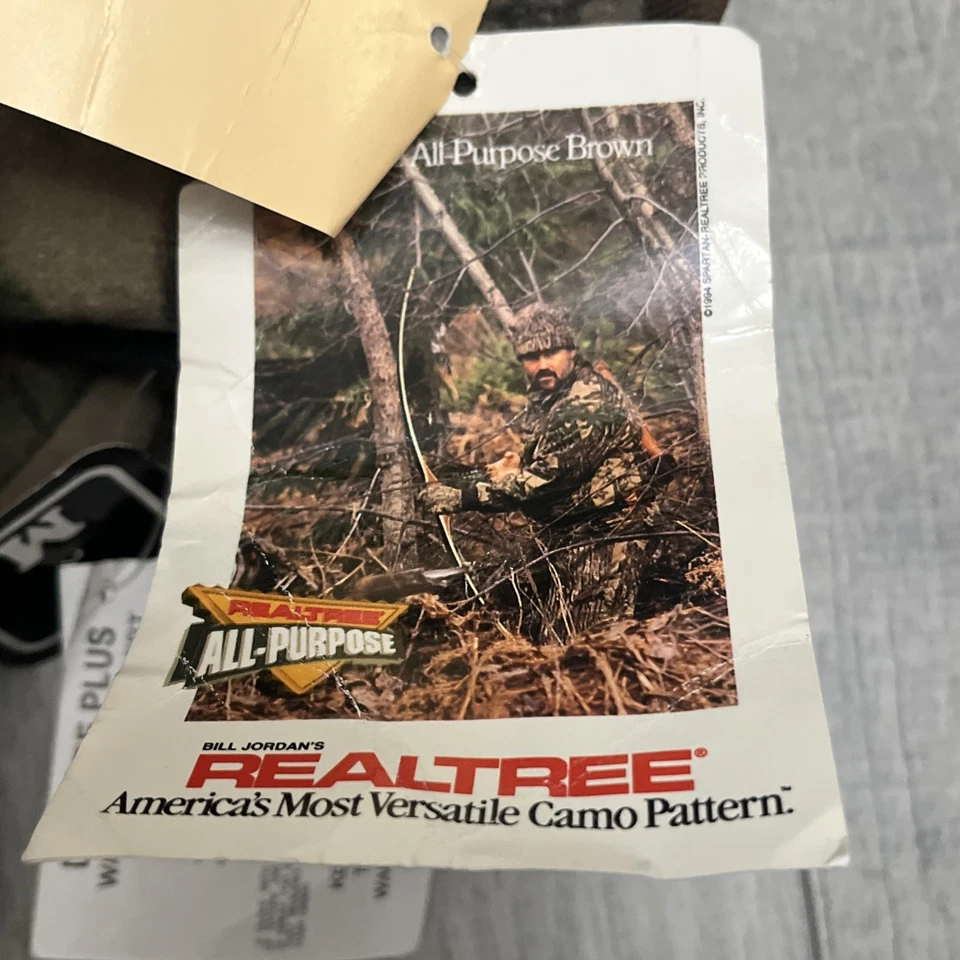 All-Purpose Brown
©1994 SPARTAN-REALTREE PRODUCTS, INC.
REALTREE
ALL-PURPOSE
BILL JORDAN'S
REALTREE®
America's Most Versatile Camo Pattern.™
PLUS